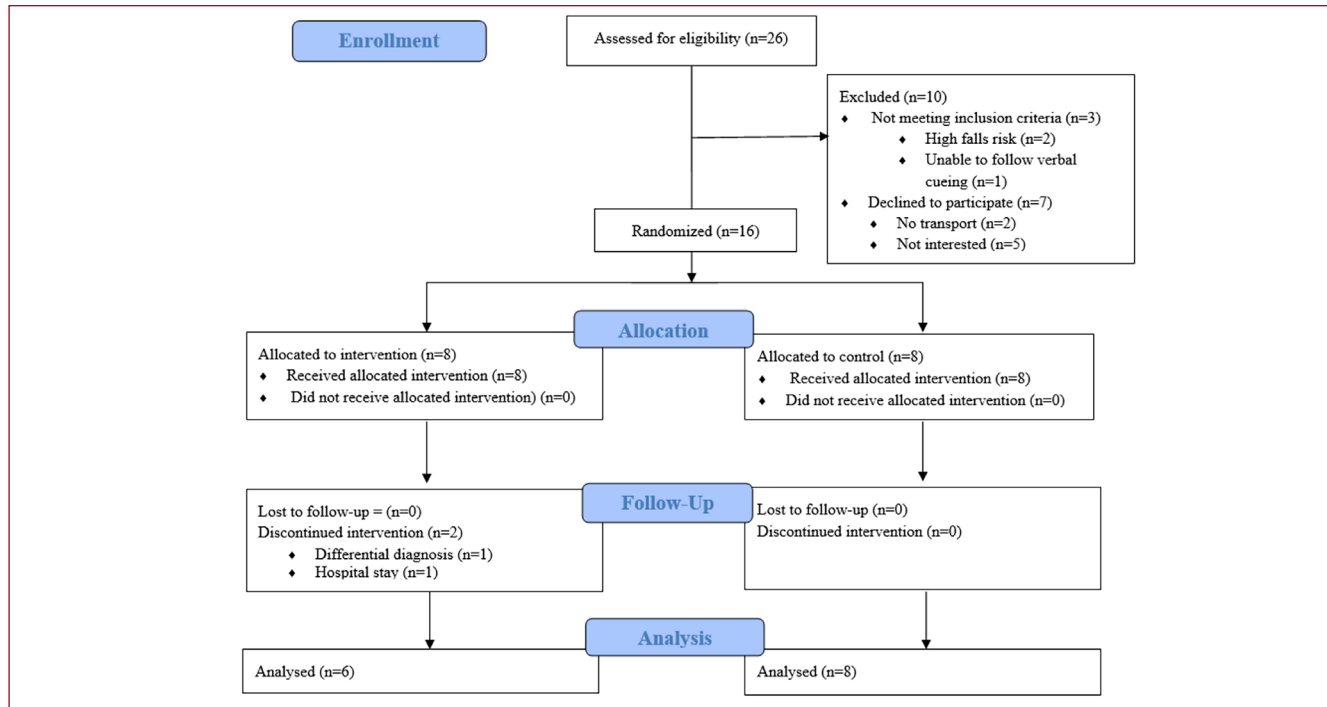 Enrollment
Assessed for eligibility (n=26)
Excluded (n=10)
♦ Not meeting inclusion criteria (n=3)
♦ High falls risk (n=2)
♦ Unable to follow verbal
cueing (n=1)
♦ Declined to participate (n=7)
♦ No transport (n=2)
♦ Not interested (n=5)
Randomized (n=16)
Allocation
Allocated to intervention (n=8)
♦ Received allocated intervention (n=8)
♦ Did not receive allocated intervention) (n=0)
Allocated to control (n=8)
♦ Received allocated intervention (n=8)
♦ Did not receive allocated intervention (n=0)
Follow-Up
Lost to follow-up = (n=0)
Discontinued intervention (n=2)
♦ Differential diagnosis (n=1)
♦ Hospital stay (n=1)
Lost to follow-up (n=0)
Discontinued intervention (n=0)
Analysis
Analysed (n=6)
Analysed (n=8)